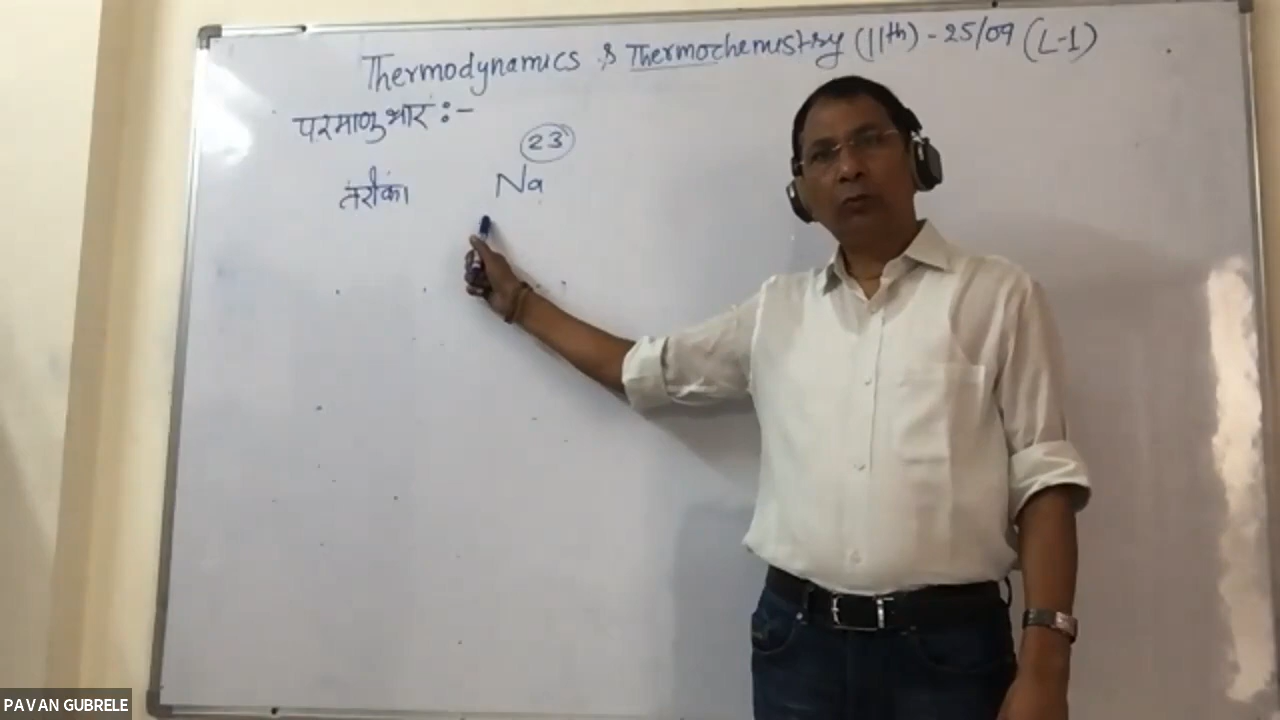 Thermodynamics & Thermochemistry (11th) - 25/09 (L-1)
परमाणु भार :-
23
तरीका Na
PAVAN GUBRELE